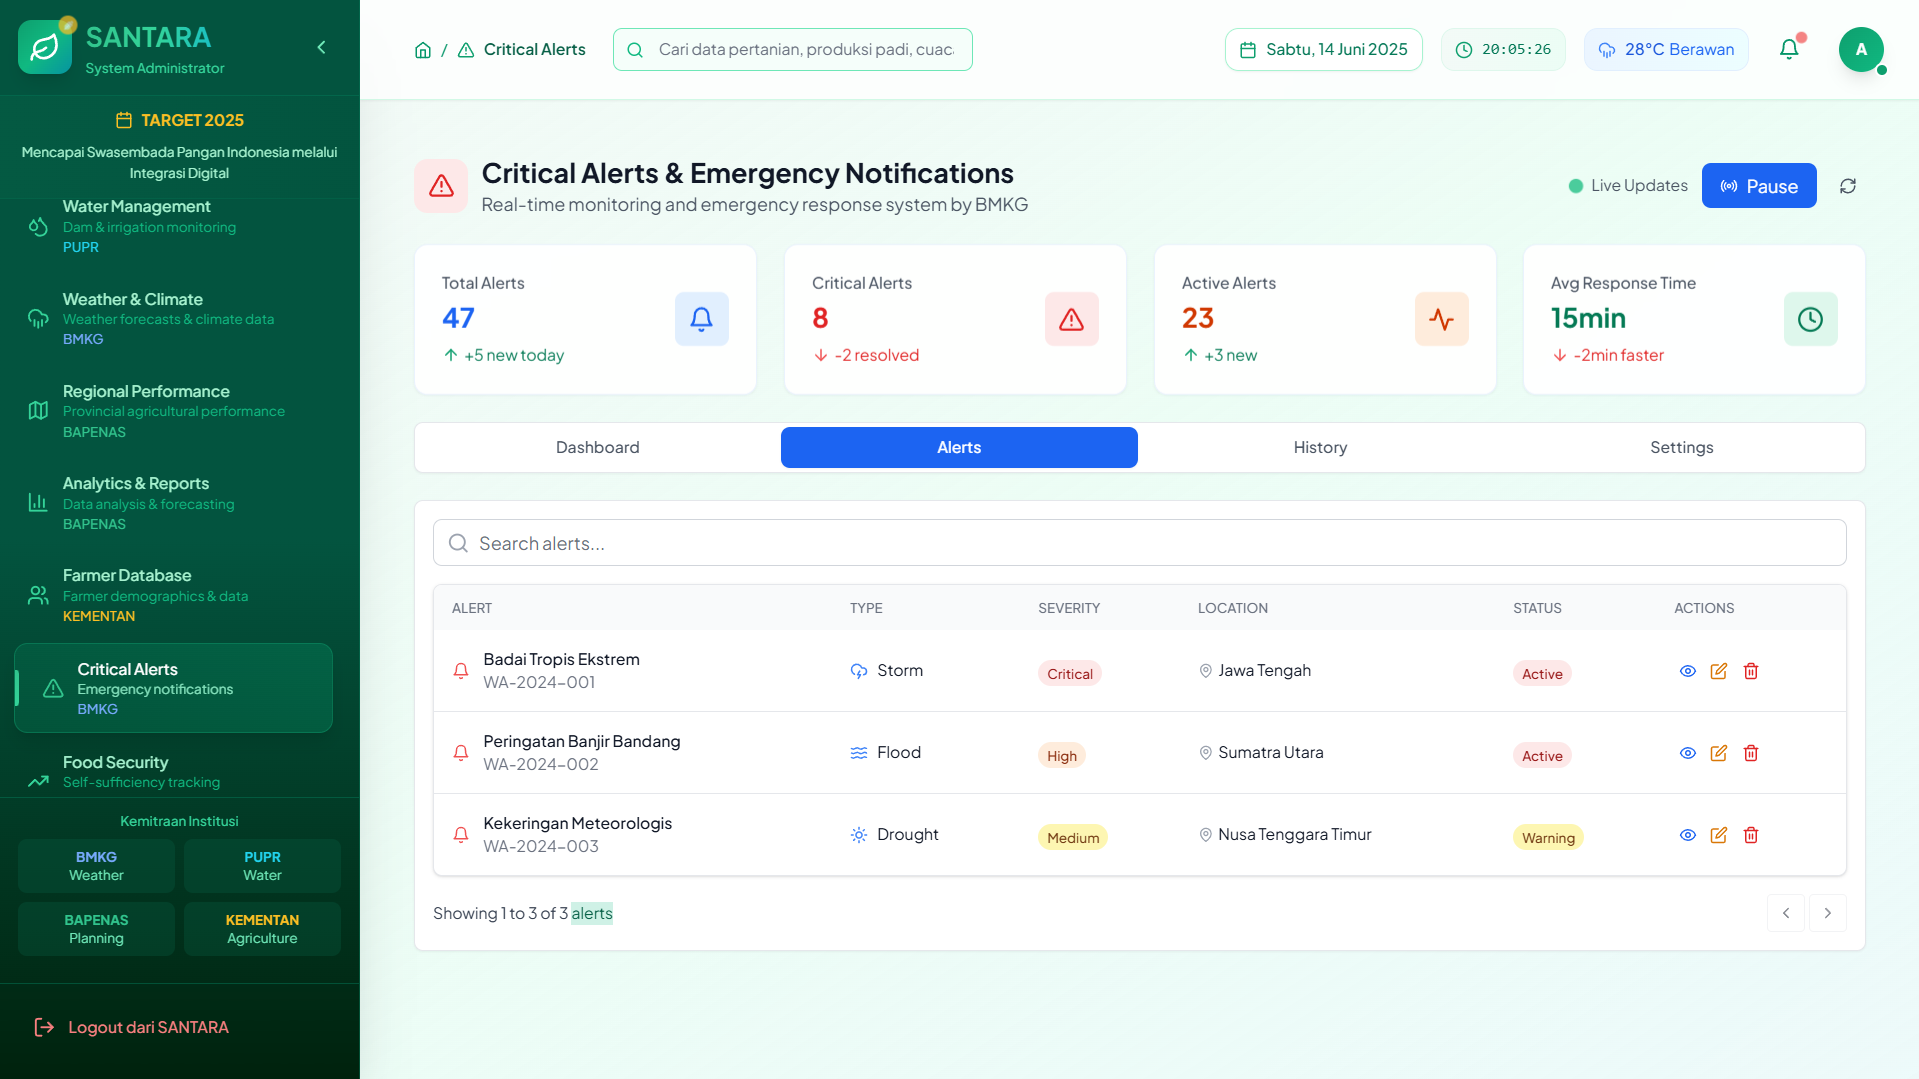 SANTARA
System Administrator
TARGET 2025
Mencapai Swasembada Pangan Indonesia melalui
Integrasi Digital
Water Management
Dam & irrigation monitoring
PUPR
Weather & Climate
Weather forecasts & climate data
BMKG
Regional Performance
Provincial agricultural performance
BAPENAS
Analytics & Reports
Data analysis & forecasting
BAPENAS
Farmer Database
Farmer demographics & data
KEMENTAN
Critical Alerts
Emergency notifications
BMKG
Food Security
Self-sufficiency tracking
Kemitraan Institusi
BMKG
Weather
PUPR
Water
BAPENAS
Planning
KEMENTAN
Agriculture
Logout dari SANTARA
/ Critical Alerts
Cari data pertanian, produksi padi, cuaca
Sabtu, 14 Juni 2025
20:05:26
28°C Berawan
A
Critical Alerts & Emergency Notifications
Real-time monitoring and emergency response system by BMKG
Live Updates
Pause
Total Alerts
47
+5 new today
Critical Alerts
8
-2 resolved
Active Alerts
23
+3 new
Avg Response Time
15min
-2min faster
Dashboard
Alerts
History
Settings
Search alerts...
ALERT TYPE SEVERITY LOCATION STATUS ACTIONS
Badai Tropis Ekstrem
WA-2024-001
Storm
Critical
Jawa Tengah
Active
Peringatan Banjir Bandang
WA-2024-002
Flood
High
Sumatra Utara
Active
Kekeringan Meteorologis
WA-2024-003
Drought
Medium
Nusa Tenggara Timur
Warning
Showing 1 to 3 of 3 alerts